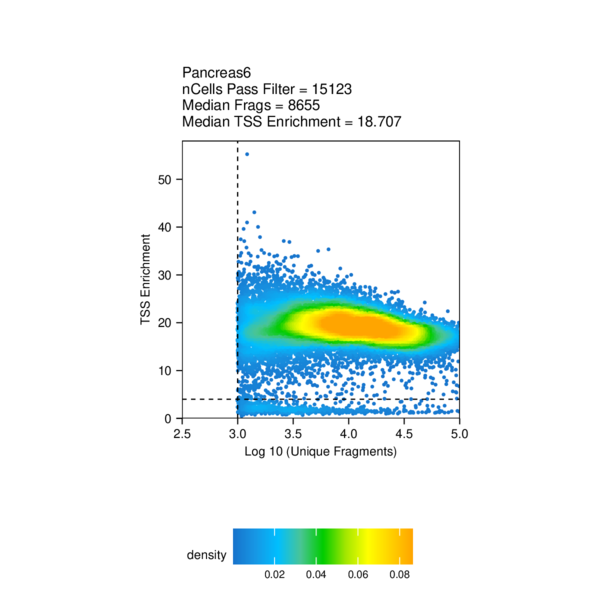 Pancreas6
nCells Pass Filter = 15123
Median Frags = 8655
Median TSS Enrichment = 18.707
50
40
30
20
10
0
TSS Enrichment
2.5 3.0 3.5 4.0 4.5 5.0
Log 10 (Unique Fragments)
density
0.02 0.04 0.06 0.08